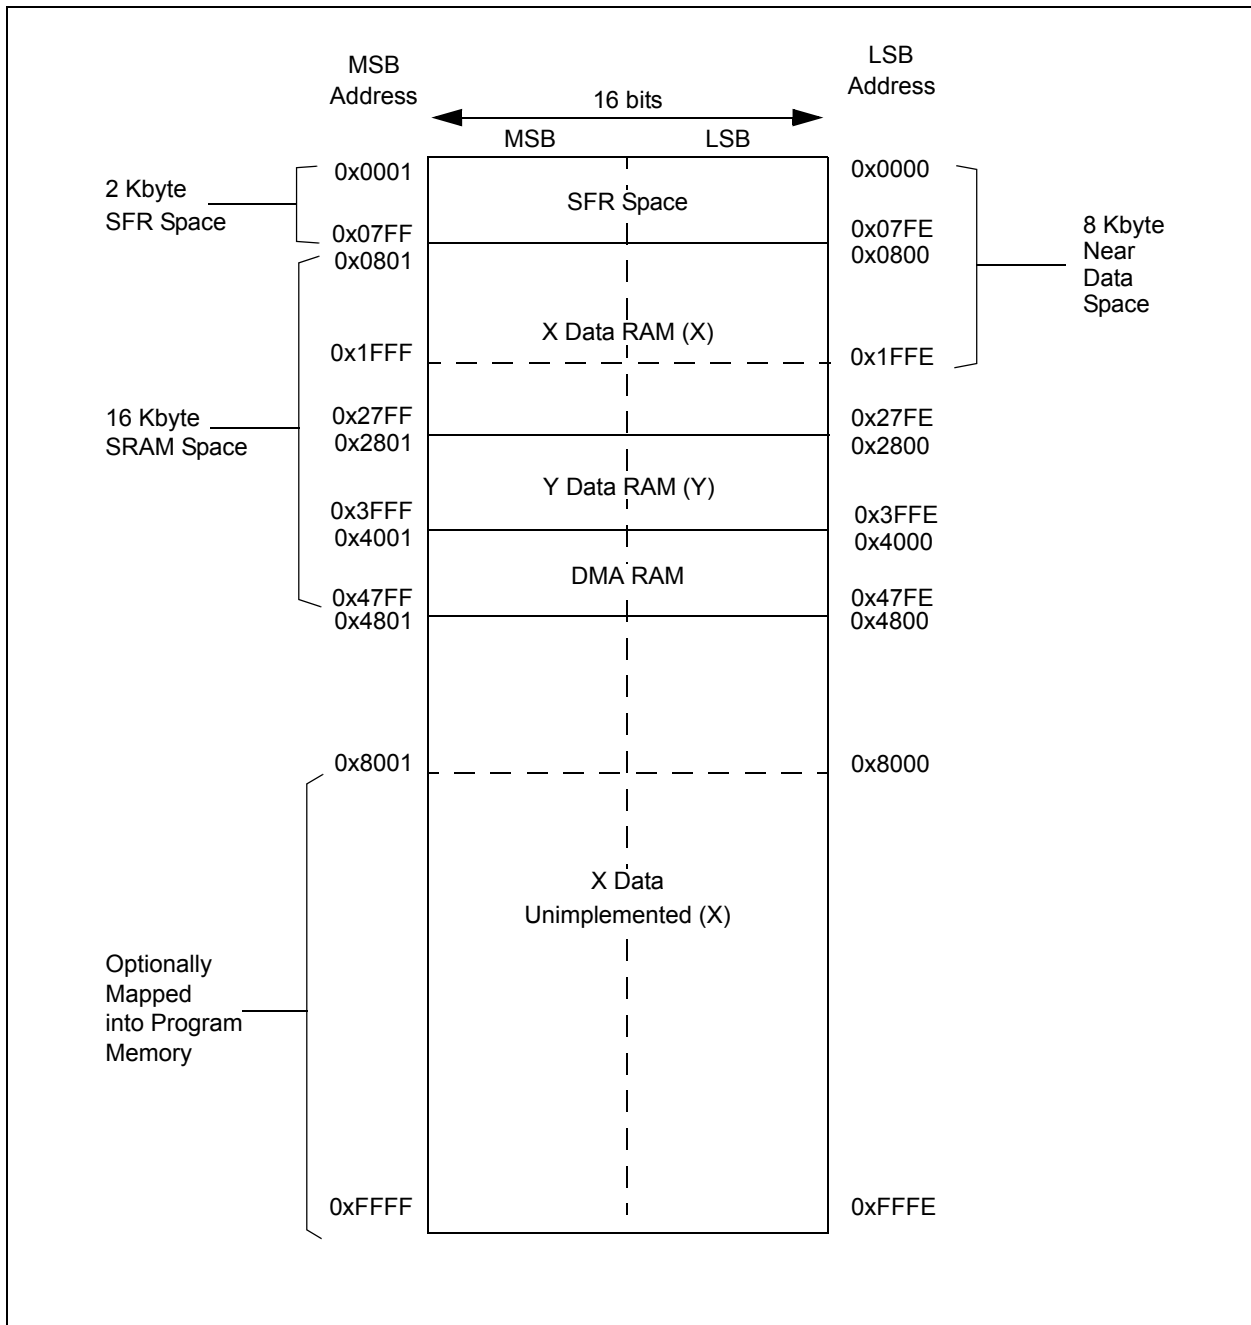 MSB
Address
LSB
Address
16 bits
MSB
LSB
2 Kbyte
SFR Space
0x0001
0x07FF
0x0801
SFR Space
0x0000
0x07FE
0x0800
8 Kbyte
Near
Data
Space
X Data RAM (X)
0x1FFF
0x1FFE
16 Kbyte
SRAM Space
0x27FF
0x2801
0x27FE
0x2800
Y Data RAM (Y)
0x3FFF
0x4001
0x3FFE
0x4000
DMA RAM
0x47FF
0x4801
0x47FE
0x4800
0x8001
0x8000
X Data
Unimplemented (X)
Optionally
Mapped
into Program
Memory
0xFFFF
0xFFFE